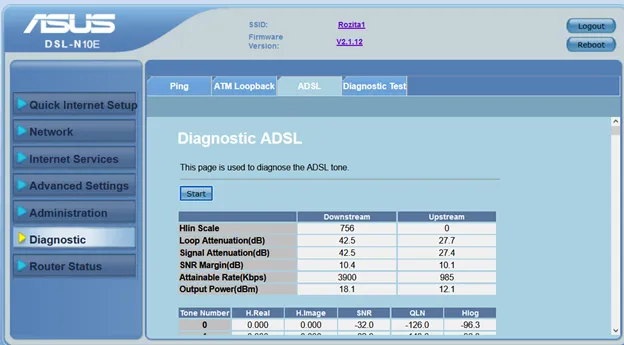 ASUS
DSL-N10E
SSID: Rozita1
Firmware
Version: V2.1.12
Logout
Reboot
Quick Internet Setup
Network
Internet Services
Advanced Settings
Administration
Diagnostic
Router Status
Ping ATM Loopback ADSL Diagnostic Test
Diagnostic ADSL
This page is used to diagnose the ADSL tone.
Start
Downstream Upstream
Hlin Scale 756 0
Loop Attenuation(dB) 42.5 27.7
Signal Attenuation(dB) 42.5 27.4
SNR Margin(dB) 10.4 10.1
Attainable Rate(Kbps) 3900 985
Output Power(dBm) 18.1 12.1
Tone Number H.Real H.Image SNR QLN Hlog
0 0.000 0.000 -32.0 -126.0 -96.3